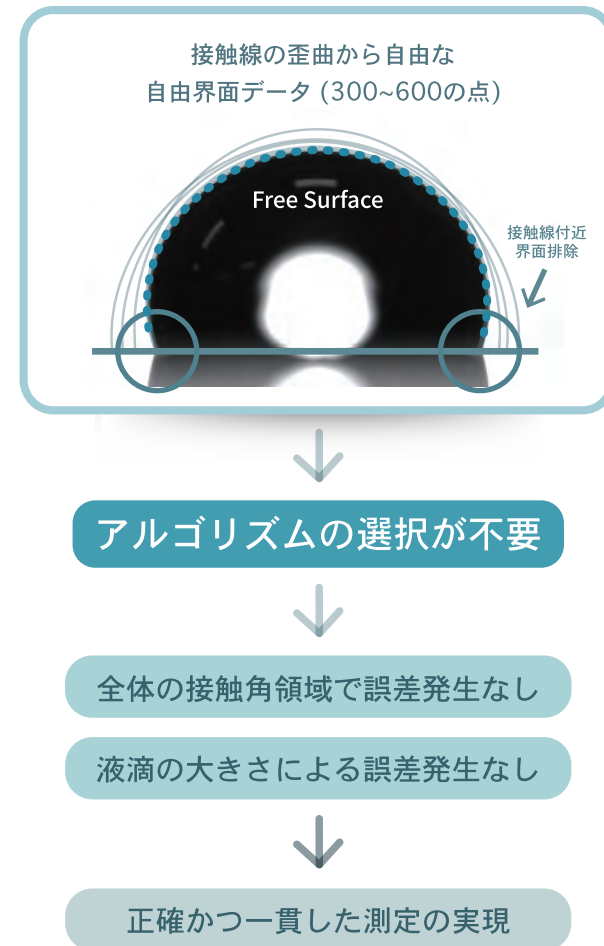 接触線の歪曲から自由な
自由界面データ (300~600の点)
Free Surface
接触線付近
界面排除
アルゴリズムの選択が不要
全体の接触角領域で誤差発生なし
液滴の大きさによる誤差発生なし
正確かつ一貫した測定の実現